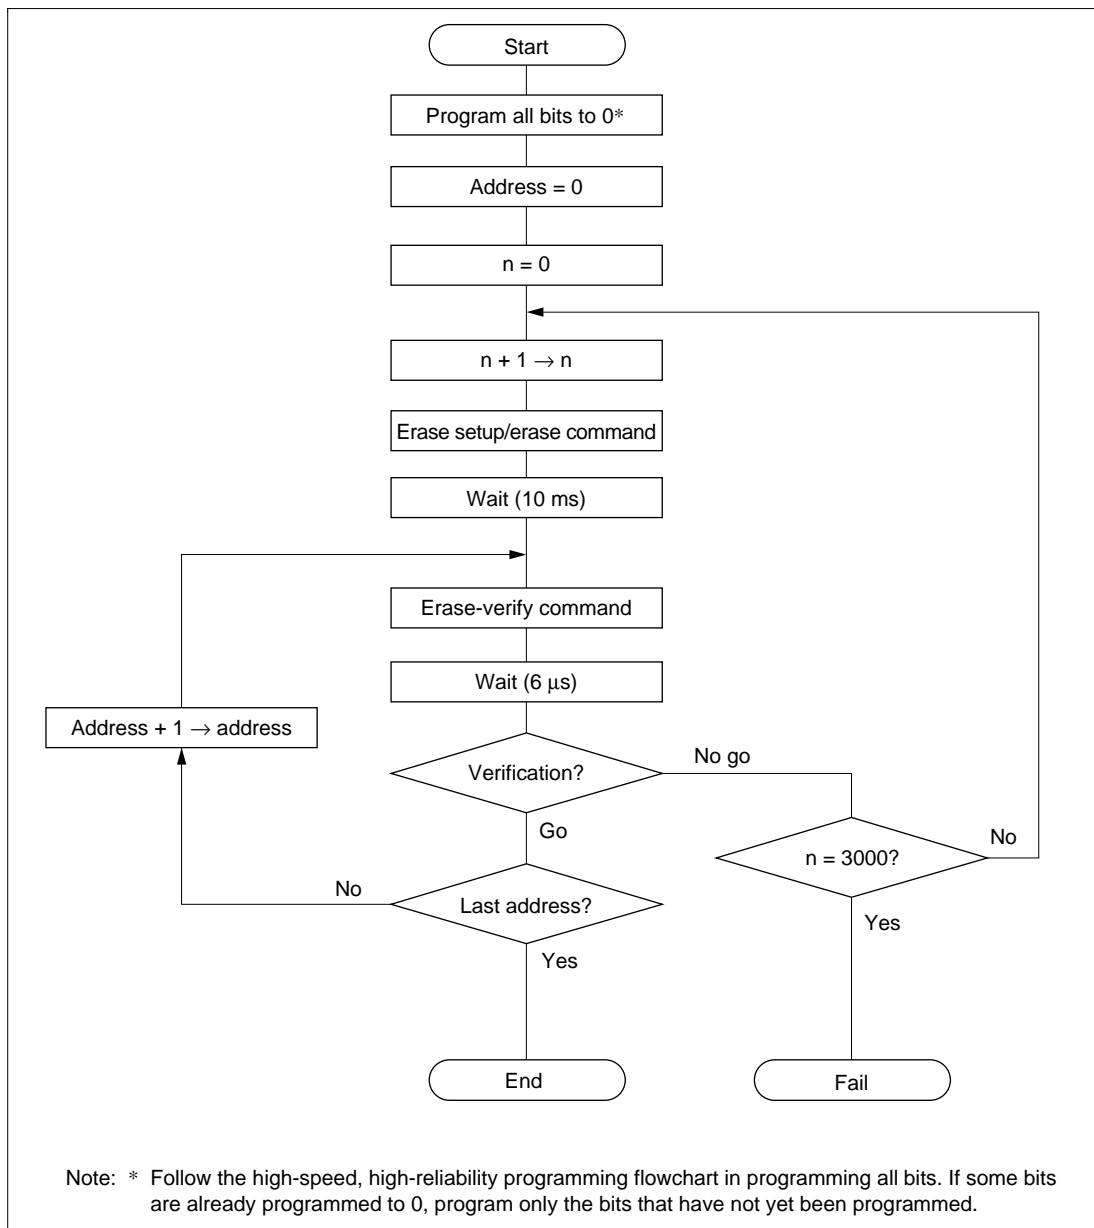 Start
Program all bits to 0*
Address = 0
n = 0
n + 1 → n
Erase setup/erase command
Wait (10 ms)
Erase-verify command
Wait (6 µs)
Address + 1 → address
Verification?
No go
Go
n = 3000?
No
No
Last address?
Yes
Yes
End
Fail
Note: * Follow the high-speed, high-reliability programming flowchart in programming all bits. If some bits
are already programmed to 0, program only the bits that have not yet been programmed.